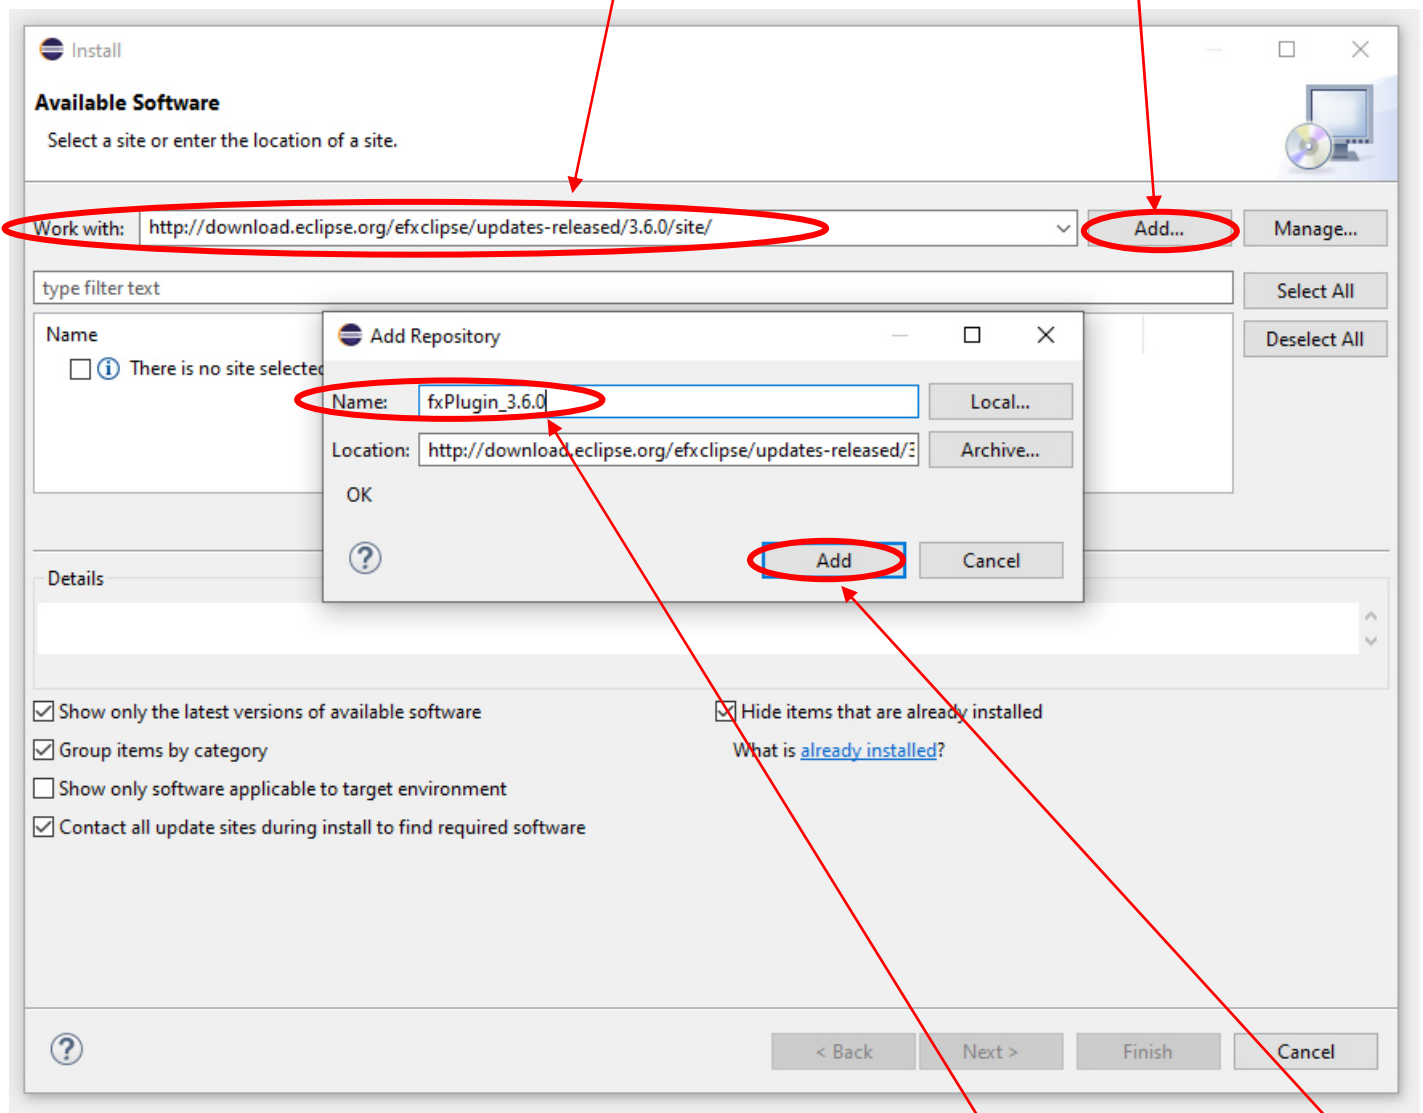 Install
Available Software
Select a site or enter the location of a site.
Work with: http://download.eclipse.org/efxclipse/updates-released/3.6.0/site/ Add... Manage...
type filter text Select All
Name Deselect All
There is no site selected
Add Repository
Name: fxPlugin_3.6.0 Local...
Location: http://download.eclipse.org/efxclipse/updates-released/3 Archive...
OK
Add Cancel
Details
Show only the latest versions of available software Hide items that are already installed
Group items by category What is already installed?
Show only software applicable to target environment
Contact all update sites during install to find required software
< Back Next > Finish Cancel